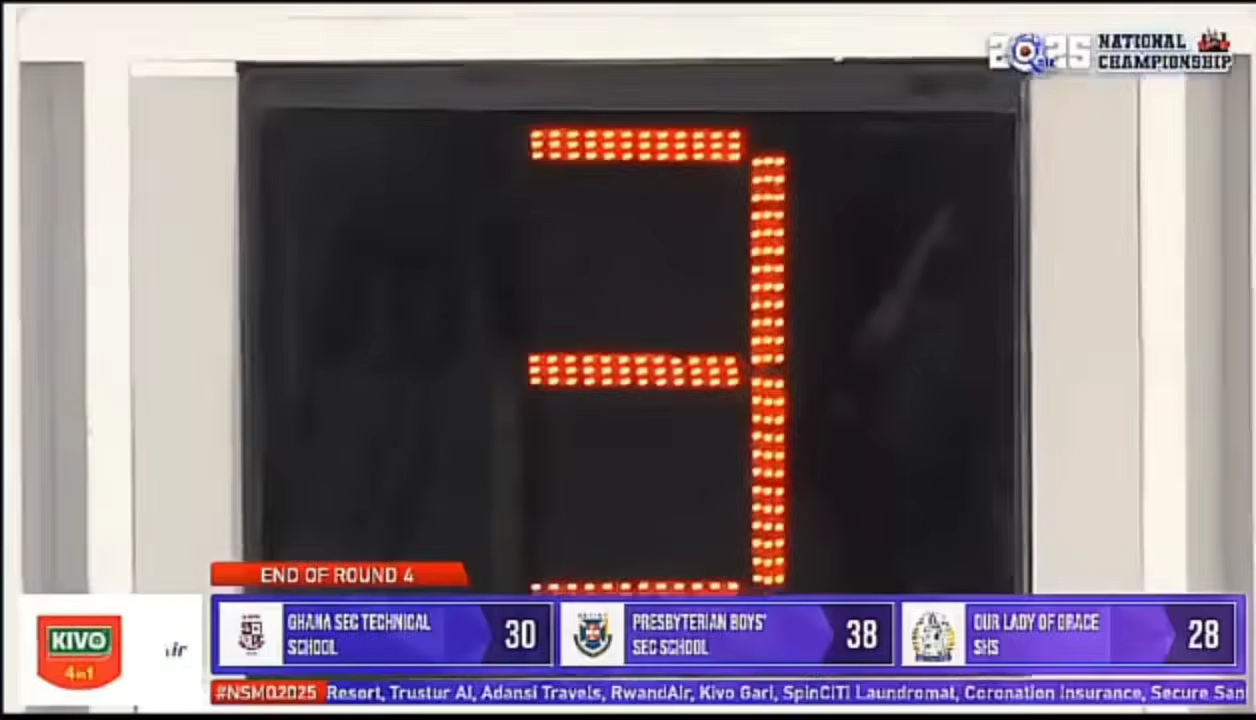 2025 NATIONAL
CHAMPIONSHIP
3
END OF ROUND 4
KIVO
4in1
GHANA SEC TECHNICAL
SCHOOL
30
PRESBYTERIAN BOYS'
SEC SCHOOL
38
OUR LADY OF GRACE
SHS
28
#NSMQ2025 Resort, Trustur AI, Adansi Travels, RwandAir, Kivo Gari, SpinCITI Laundromat, Coronation Insurance, Secure San